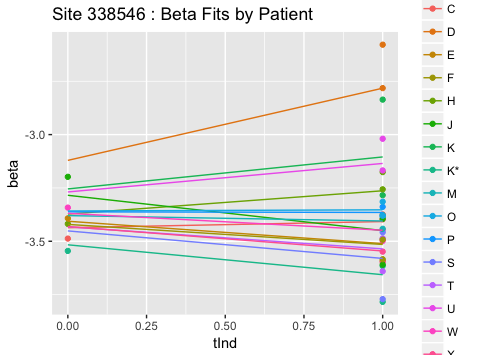 Site 338546 : Beta Fits by Patient
beta
-3.0
-3.5
0.00 0.25 0.50 0.75 1.00
tInd
C
D
E
F
H
J
K
K*
M
O
P
S
T
U
W